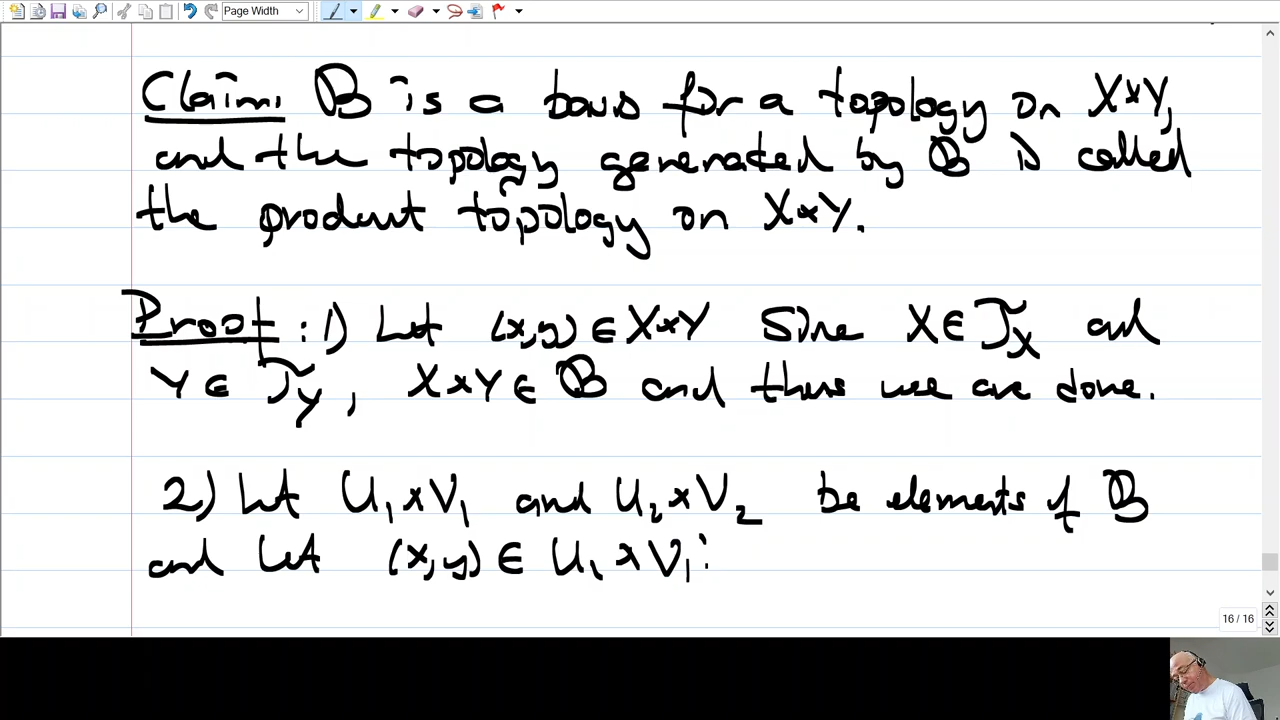 Page Width
Claim: B is a basis for a topology on X×Y,
and the topology generated by B is called
the product topology on X×Y.
Proof: 1) Let (x,y) ∈ X×Y Since X ∈ 𝒯_X and
Y ∈ 𝒯_Y, X×Y ∈ B and thus we are done.
2) Let U₁×V₁ and U₂×V₂ be elements of B
and let (x,y) ∈ U₁×V₁
16 / 16